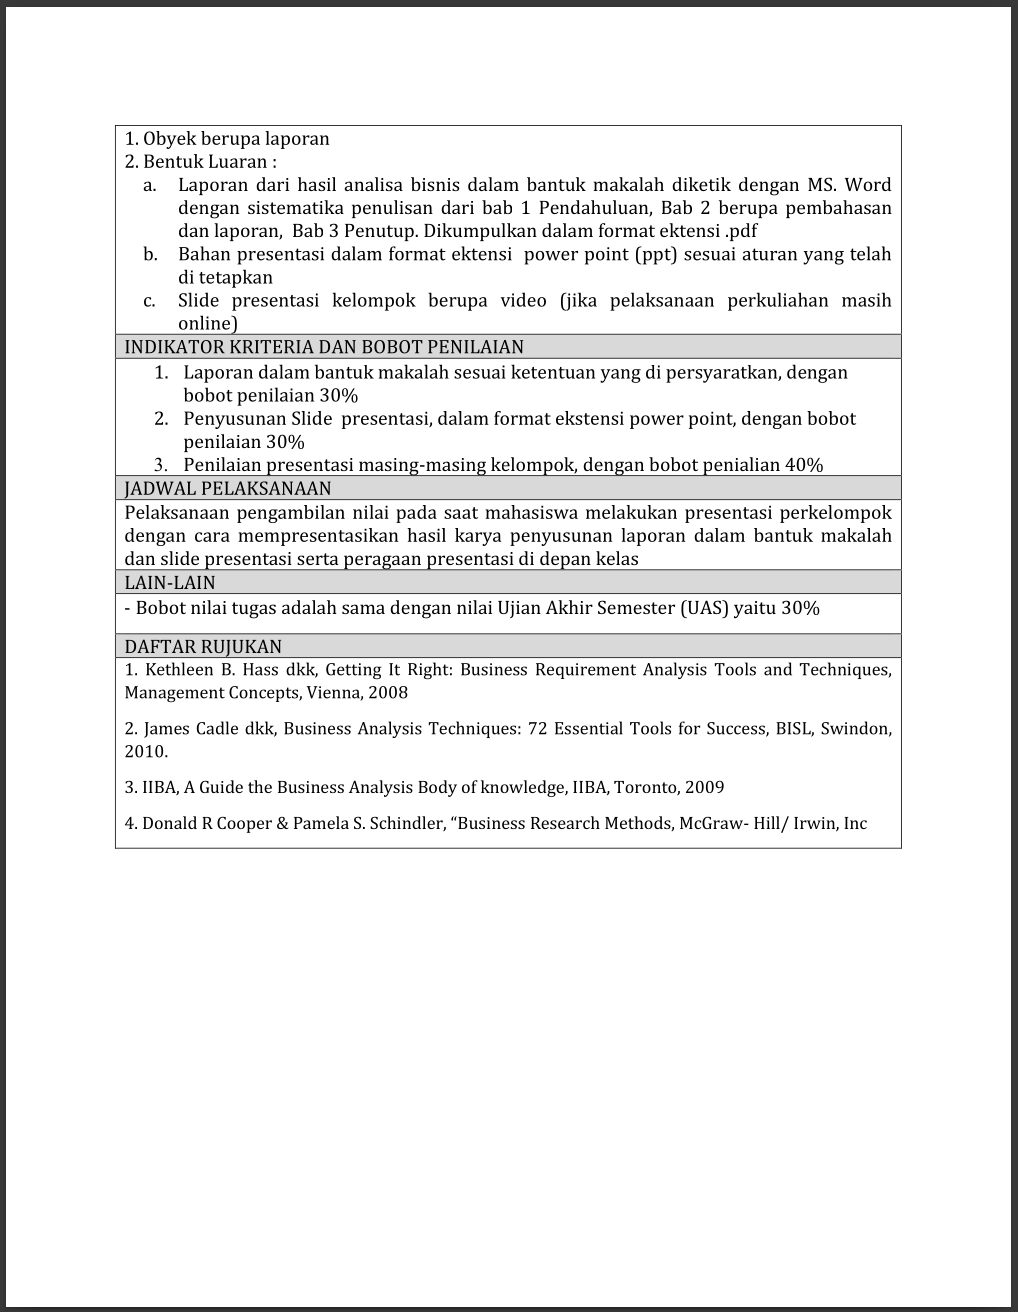 1. Obyek berupa laporan
2. Bentuk Luaran :
a. Laporan dari hasil analisa bisnis dalam bantuk makalah diketik dengan MS. Word
dengan sistematika penulisan dari bab 1 Pendahuluan, Bab 2 berupa pembahasan
dan laporan, Bab 3 Penutup. Dikumpulkan dalam format ektensi .pdf
b. Bahan presentasi dalam format ektensi power point (ppt) sesuai aturan yang telah
di tetapkan
c. Slide presentasi kelompok berupa video (jika pelaksanaan perkuliahan masih
online)
INDIKATOR KRITERIA DAN BOBOT PENILAIAN
1. Laporan dalam bantuk makalah sesuai ketentuan yang di persyaratkan, dengan
bobot penilaian 30%
2. Penyusunan Slide presentasi, dalam format ekstensi power point, dengan bobot
penilaian 30%
3. Penilaian presentasi masing-masing kelompok, dengan bobot penialian 40%
JADWAL PELAKSANAAN
Pelaksanaan pengambilan nilai pada saat mahasiswa melakukan presentasi perkelompok
dengan cara mempresentasikan hasil karya penyusunan laporan dalam bantuk makalah
dan slide presentasi serta peragaan presentasi di depan kelas
LAIN-LAIN
- Bobot nilai tugas adalah sama dengan nilai Ujian Akhir Semester (UAS) yaitu 30%
DAFTAR RUJUKAN
1. Kethleen B. Hass dkk, Getting It Right: Business Requirement Analysis Tools and Techniques,
Management Concepts, Vienna, 2008
2. James Cadle dkk, Business Analysis Techniques: 72 Essential Tools for Success, BISL, Swindon,
2010.
3. IIBA, A Guide the Business Analysis Body of knowledge, IIBA, Toronto, 2009
4. Donald R Cooper & Pamela S. Schindler, “Business Research Methods, McGraw- Hill/ Irwin, Inc